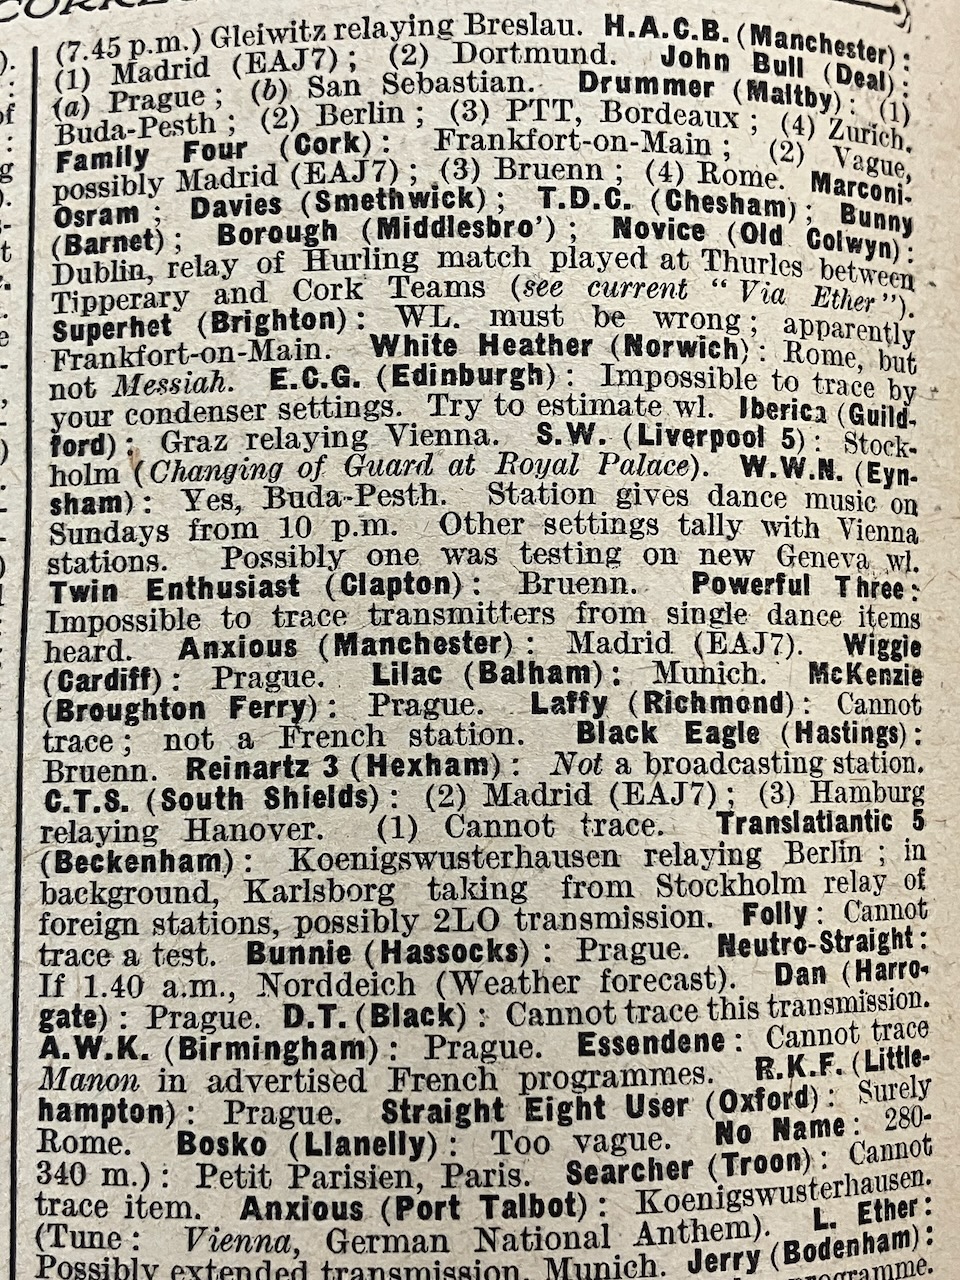 (7.45 p.m.) Gleiwitz relaying Breslau. H.A.C.B. (Manchester):
(1) Madrid (EAJ7); (2) Dortmund. John Bull (Deal):
(a) Prague; (b) San Sebastian. Drummer (Maltby): (1)
Buda-Pesth; (2) Berlin; (3) PTT, Bordeaux; (4) Zurich.
Family Four (Cork): Frankfort-on-Main; (2) Vague,
possibly Madrid (EAJ7); (3) Bruenn; (4) Rome. Marconi-
Osram; Davies (Smethwick); T.D.C. (Chesham); Bunny
(Barnet); Borough (Middlesbro'); Novice (Old Colwyn):
Dublin, relay of Hurling match played at Thurles between
Tipperary and Cork Teams (see current "Via Ether").
Superhet (Brighton): WL. must be wrong; apparently
Frankfort-on-Main. White Heather (Norwich): Rome, but
not Messiah. E.C.G. (Edinburgh): Impossible to trace by
your condenser settings. Try to estimate wl. Iberica (Guild-
ford): Graz relaying Vienna. S.W. (Liverpool 5): Stock-
holm (Changing of Guard at Royal Palace). W.W.N. (Eyn-
sham): Yes, Buda-Pesth. Station gives dance music on
Sundays from 10 p.m. Other settings tally with Vienna
stations. Possibly one was testing on new Geneva wl.
Twin Enthusiast (Clapton): Bruenn. Powerful Three:
Impossible to trace transmitters from single dance items
heard. Anxious (Manchester): Madrid (EAJ7). Wiggie
(Cardiff): Prague. Lilac (Balham): Munich. McKenzie
(Broughton Ferry): Prague. Laffy (Richmond): Cannot
trace; not a French station. Black Eagle (Hastings):
Bruenn. Reinartz 3 (Hexham): Not a broadcasting station.
C.T.S. (South Shields): (2) Madrid (EAJ7); (3) Hamburg
relaying Hanover. (1) Cannot trace. Translatlantic 5
(Beckenham): Koenigswusterhausen relaying Berlin; in
background, Karlsborg taking from Stockholm relay of
foreign stations, possibly 2LO transmission. Folly: Cannot
trace a test. Bunnie (Hassocks): Prague. Neutro-Straight:
If 1.40 a.m., Norddeich (Weather forecast). Dan (Harro-
gate): Prague. D.T. (Black): Cannot trace this transmission.
A.W.K. (Birmingham): Prague. Essendene: Cannot trace
Manon in advertised French programmes. R.K.F. (Little-
hampton): Prague. Straight Eight User (Oxford): Surely
Rome. Bosko (Llanelly): Too vague. No Name: 280-
340 m.): Petit Parisien, Paris. Searcher (Troon): Cannot
trace item. Anxious (Port Talbot): Koenigswusterhausen.
(Tune: Vienna, German National Anthem). L. Ether:
Possibly extended transmission, Munich. Jerry (Bodenham):